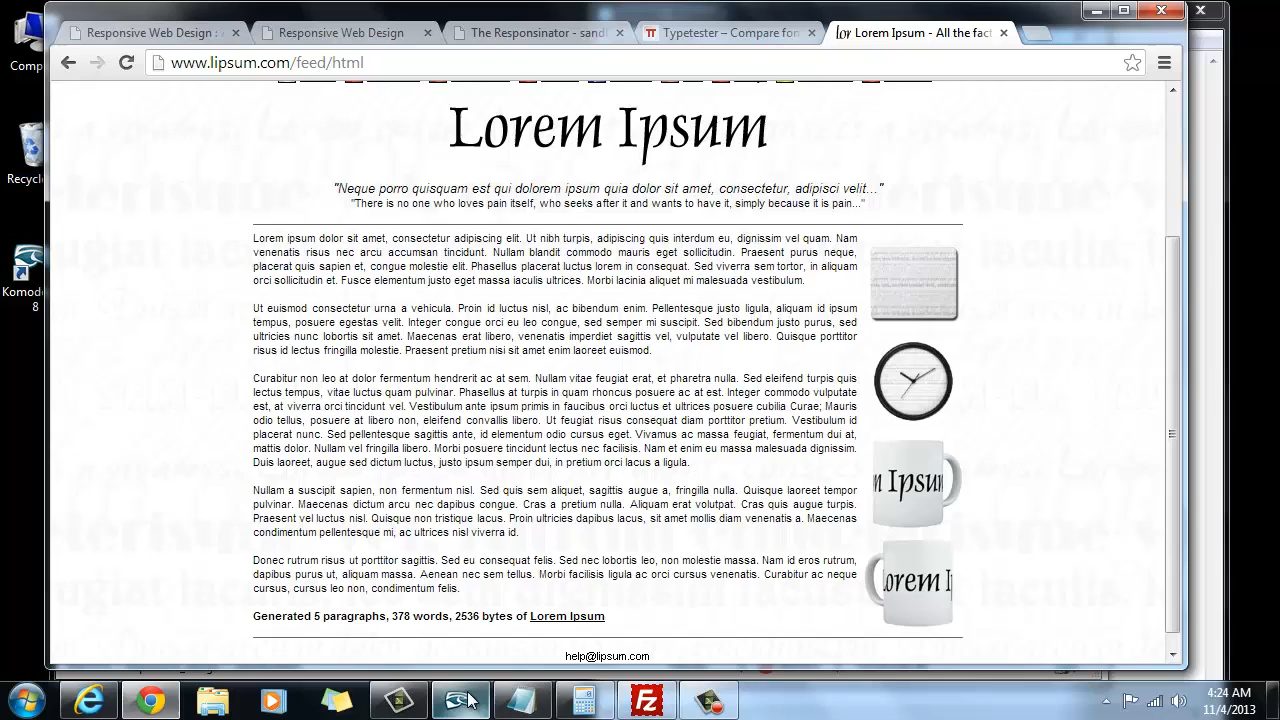 Responsive Web Design :
Responsive Web Design
The Responsinator - sandl
Typetester – Compare fon
Lorem Ipsum - All the fact
www.lipsum.com/feed/html
Comp
Recycl
Komod
8
Lorem Ipsum
"Neque porro quisquam est qui dolorem ipsum quia dolor sit amet, consectetur, adipisci velit..."
"There is no one who loves pain itself, who seeks after it and wants to have it, simply because it is pain..."
Lorem ipsum dolor sit amet, consectetur adipiscing elit. Ut nibh turpis, adipiscing quis interdum eu, dignissim vel quam. Nam
venenatis risus nec arcu accumsan tincidunt. Nullam blandit commodo mauris eget sollicitudin. Praesent purus neque,
placerat quis sapien et, congue molestie elit. Phasellus placerat luctus lorem in consequat. Sed viverra sem tortor, in aliquam
orci sollicitudin et. Fusce elementum justo eget massa iaculis ultrices. Morbi lacinia aliquet mi malesuada vestibulum.
Ut euismod consectetur urna a vehicula. Proin id luctus nisl, ac bibendum enim. Pellentesque justo ligula, aliquam id ipsum
tempus, posuere egestas velit. Integer congue orci eu leo congue, sed semper mi suscipit. Sed bibendum justo purus, sed
ultricies nunc lobortis sit amet. Maecenas erat libero, venenatis imperdiet sagittis vel, vulputate vel libero. Quisque porttitor
risus id lectus fringilla molestie. Praesent pretium nisi sit amet enim laoreet euismod.
Curabitur non leo at dolor fermentum hendrerit ac at sem. Nullam vitae feugiat erat, et pharetra nulla. Sed eleifend turpis quis
lectus tempus, vitae luctus quam pulvinar. Phasellus at turpis in quam rhoncus posuere ac at est. Integer commodo vulputate
est, at viverra orci tincidunt vel. Vestibulum ante ipsum primis in faucibus orci luctus et ultrices posuere cubilia Curae; Mauris
odio tellus, posuere at libero non, eleifend convallis libero. Ut feugiat risus consequat diam porttitor pretium. Vestibulum id
placerat nunc. Sed pellentesque sagittis ante, id elementum odio cursus eget. Vivamus ac massa feugiat, fermentum dui at,
mattis dolor. Nullam vel fringilla libero. Morbi posuere tincidunt lectus nec facilisis. Nam et enim eu massa malesuada dignissim.
Duis laoreet, augue sed dictum luctus, justo ipsum semper dui, in pretium orci lacus a ligula.
Nullam a suscipit sapien, non fermentum nisl. Sed quis sem aliquet, sagittis augue a, fringilla nulla. Quisque laoreet tempor
pulvinar. Maecenas dictum arcu nec dapibus congue. Cras a pretium nulla. Aliquam erat volutpat. Cras quis augue turpis.
Praesent vel luctus nisl. Quisque non tristique lacus. Proin ultricies dapibus lacus, sit amet mollis diam venenatis a. Maecenas
condimentum pellentesque mi, ac ultrices nisl viverra id.
Donec rutrum risus ut porttitor sagittis. Sed eu consequat felis. Sed nec lobortis leo, non molestie massa. Nam id eros rutrum,
dapibus purus ut, aliquam massa. Aenean nec sem tellus. Morbi facilisis ligula ac orci cursus venenatis. Curabitur ac neque
cursus, cursus leo non, condimentum felis.
Generated 5 paragraphs, 378 words, 2536 bytes of Lorem Ipsum
m Ipsum
Lorem I
help@lipsum.com
4:24 AM
11/4/2013